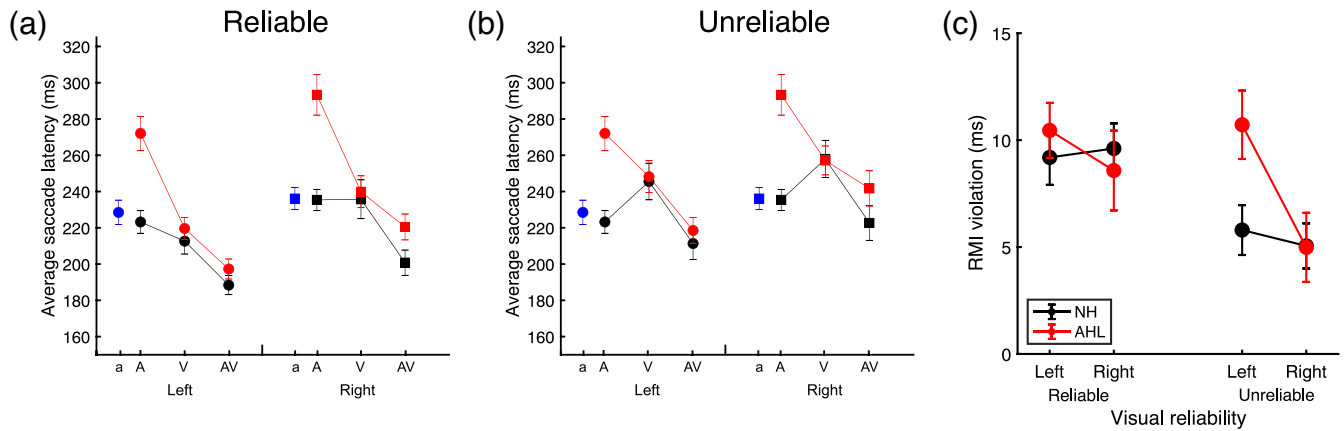 (a)
Reliable
Average saccade latency (ms)
320
300
280
260
240
220
200
180
160
a A V AV a A V AV
Left Right
(b)
Unreliable
Average saccade latency (ms)
320
300
280
260
240
220
200
180
160
a A V AV a A V AV
Left Right
(c)
RMI violation (ms)
15
10
5
0
NH
AHL
Left Right Left Right
Reliable Unreliable
Visual reliability